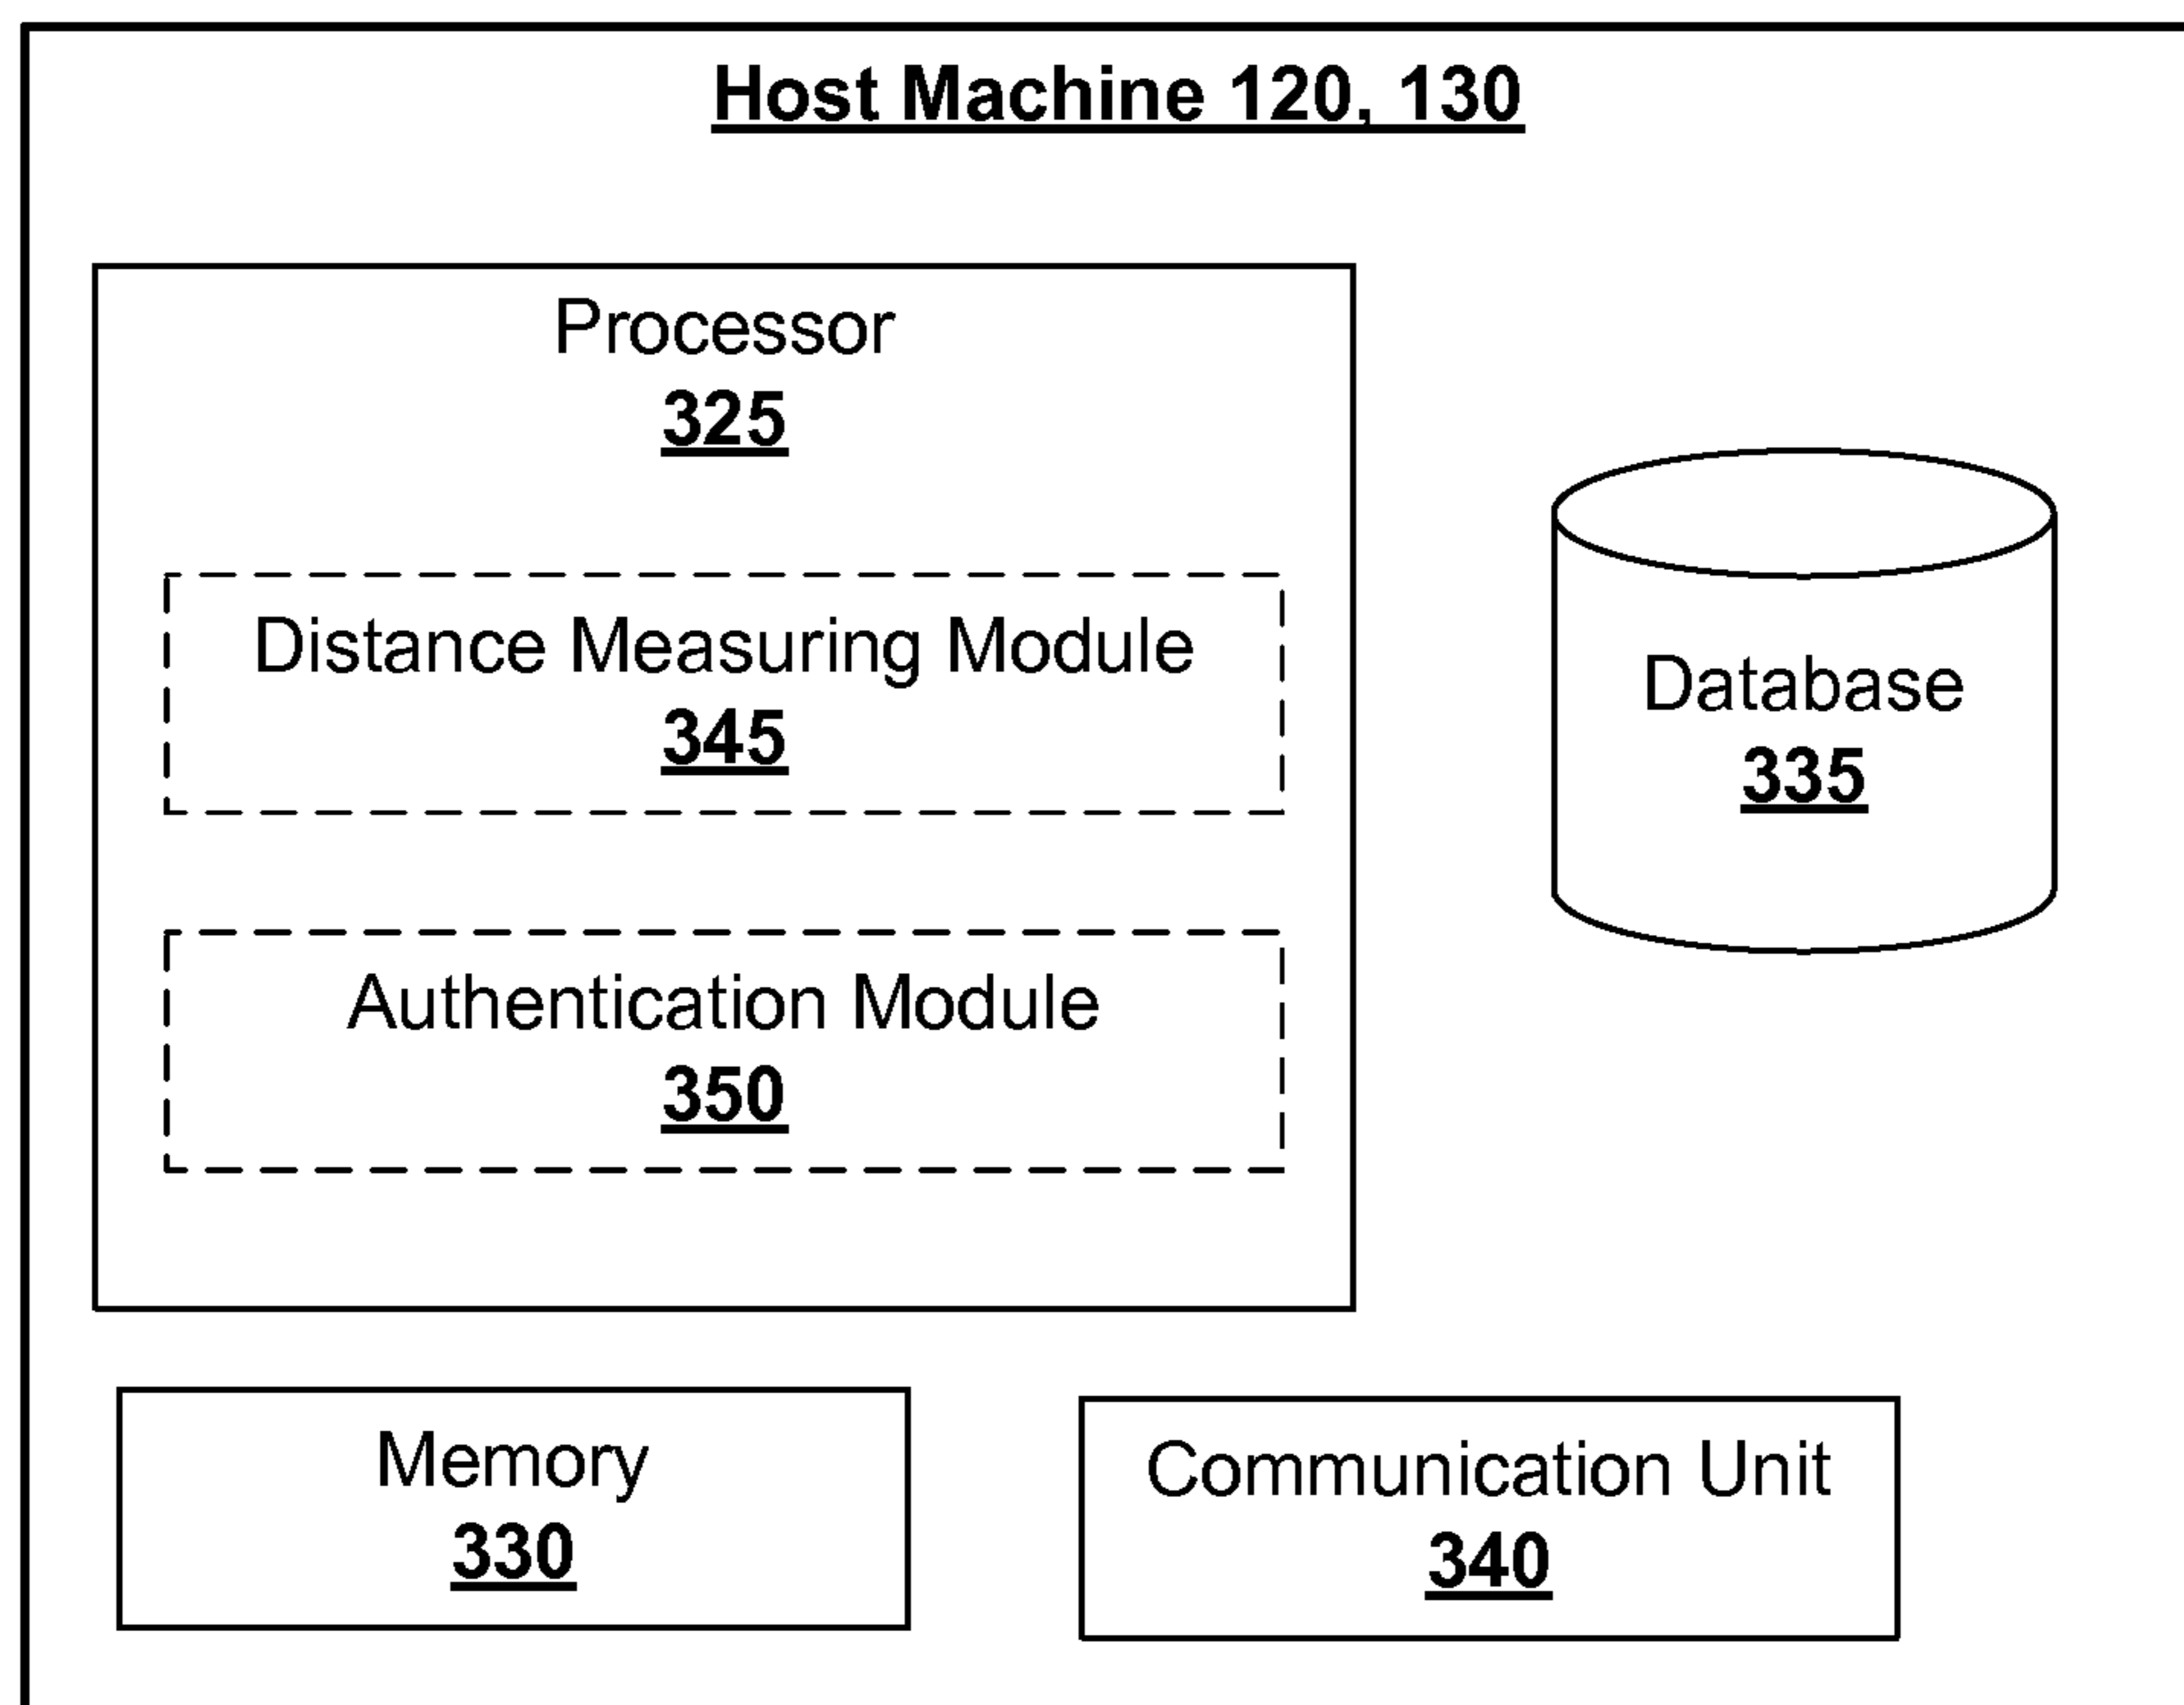 Host Machine 120, 130
Processor
325
Distance Measuring Module
345
Authentication Module
350
Database
335
Memory
330
Communication Unit
340